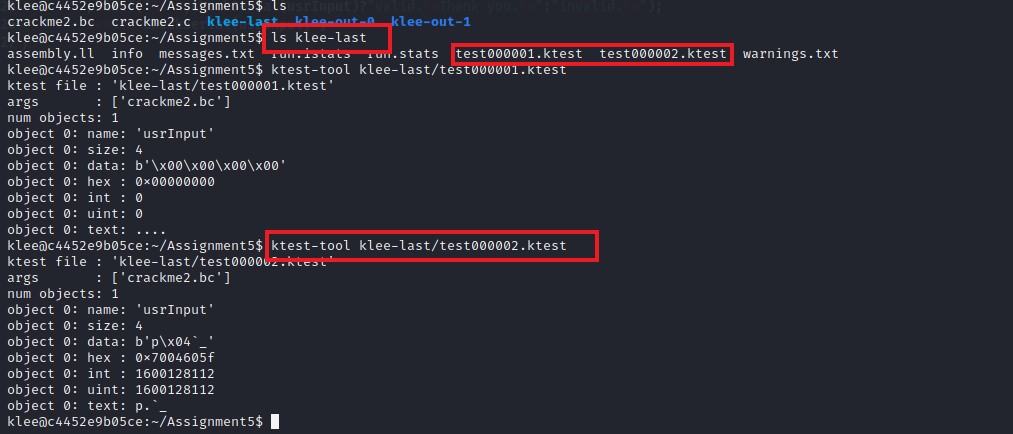 usrInput)?"valid. Thank you. ":"invalid. ");
klee@c4452e9b05ce:~/Assignment5$ ls
crackme2.bc crackme2.c klee-last klee-out-0 klee-out-1
klee@c4452e9b05ce:~/Assignment5$ ls klee-last
assembly.ll info messages.txt run.istats run.stats test000001.ktest test000002.ktest warnings.txt
klee@c4452e9b05ce:~/Assignment5$ ktest-tool klee-last/test000001.ktest
ktest file : 'klee-last/test000001.ktest'
args : ['crackme2.bc']
num objects: 1
object 0: name: 'usrInput'
object 0: size: 4
object 0: data: b'\x00\x00\x00\x00'
object 0: hex : 0x00000000
object 0: int : 0
object 0: uint: 0
object 0: text: ....
klee@c4452e9b05ce:~/Assignment5$ ktest-tool klee-last/test000002.ktest
ktest file : 'klee-last/test000002.ktest'
args : ['crackme2.bc']
num objects: 1
object 0: name: 'usrInput'
object 0: size: 4
object 0: data: b'p\x04`_'
object 0: hex : 0x7004605f
object 0: int : 1600128112
object 0: uint: 1600128112
object 0: text: p.`_
klee@c4452e9b05ce:~/Assignment5$